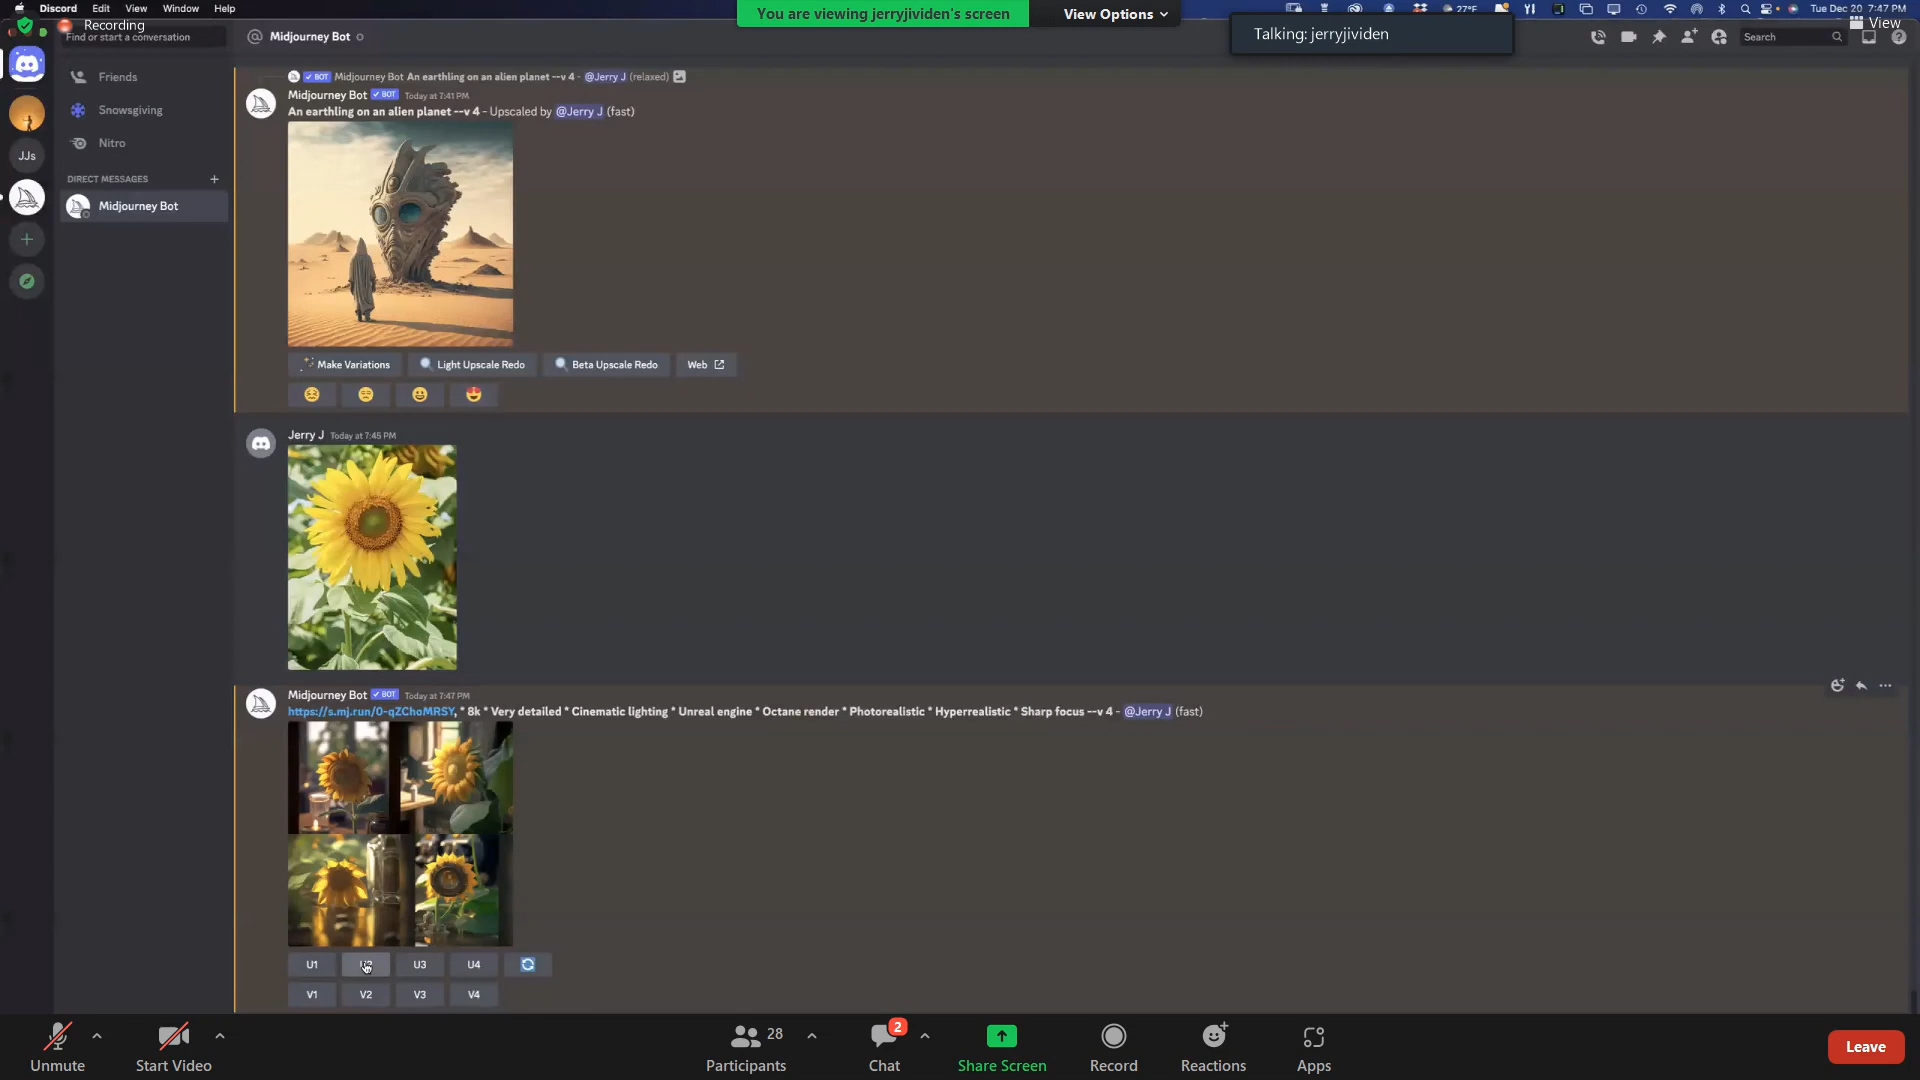 Discord Edit View Window Help
You are viewing jerryjividen's screen View Options
27°F Tue Dec 20 7:47 PM
Recording
View
Talking: jerryjividen
Find or start a conversation
Midjourney Bot
Search
Friends
Snowsgiving
Nitro
JJs
DIRECT MESSAGES +
Midjourney Bot
BOT Midjourney Bot An earthling on an alien planet --v 4 - @Jerry J (relaxed)
Midjourney Bot BOT Today at 7:41 PM
An earthling on an alien planet --v 4 - Upscaled by @Jerry J (fast)
Make Variations Light Upscale Redo Beta Upscale Redo Web
Jerry J Today at 7:45 PM
Midjourney Bot BOT Today at 7:47 PM
https://s.mj.run/0-qZChoMRSY, * 8k * Very detailed * Cinematic lighting * Unreal engine * Octane render * Photorealistic * Hyperrealistic * Sharp focus --v 4 - @Jerry J (fast)
U1 U2 U3 U4
V1 V2 V3 V4
Unmute
Start Video
28
Participants
2
Chat
Share Screen
Record
Reactions
Apps
Leave